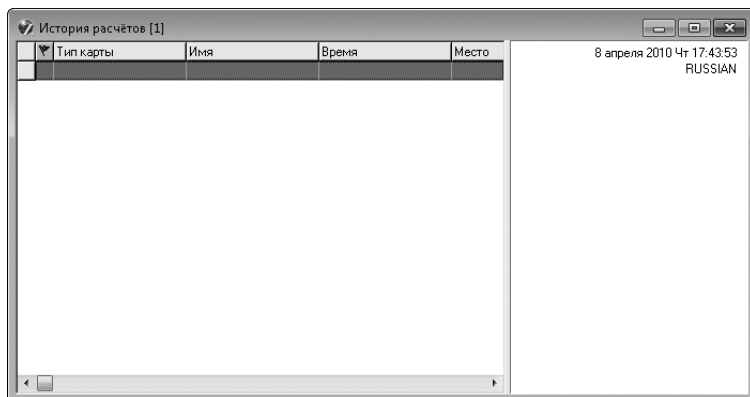 История расчётов [1]
Тип карты Имя Время Место
8 апреля 2010 Чт 17:43:53
RUSSIAN